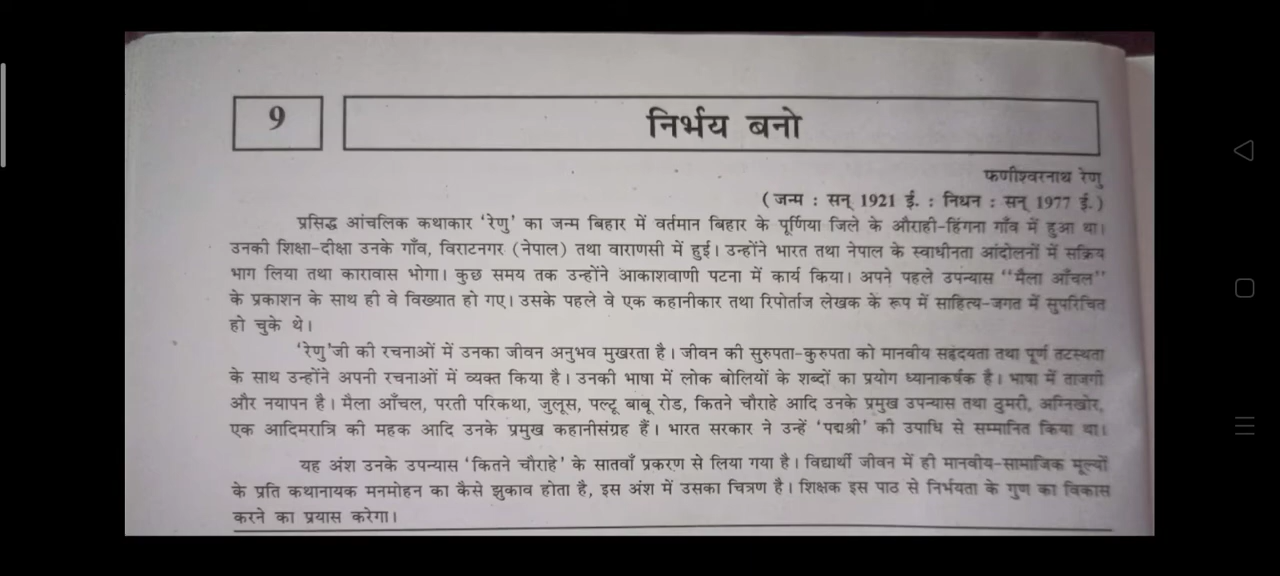 9
निर्भय बनो
फणीश्वरनाथ रेणु
(जन्म : सन् 1921 ई. : निधन : सन् 1977 ई.)
प्रसिद्ध आंचलिक कथाकार 'रेणु' का जन्म बिहार में वर्तमान बिहार के पूर्णिया जिले के औराही-हिंगना गाँव में हुआ था।
उनकी शिक्षा-दीक्षा उनके गाँव, विराटनगर (नेपाल) तथा वाराणसी में हुई। उन्होंने भारत तथा नेपाल के स्वाधीनता आंदोलनों में सक्रिय
भाग लिया तथा कारावास भोगा। कुछ समय तक उन्होंने आकाशवाणी पटना में कार्य किया। अपने पहले उपन्यास "मैला आँचल"
के प्रकाशन के साथ ही वे विख्यात हो गए। उसके पहले वे एक कहानीकार तथा रिपोर्ताज लेखक के रूप में साहित्य-जगत में सुपरिचित
हो चुके थे।
'रेणु'जी की रचनाओं में उनका जीवन अनुभव मुखरता है। जीवन की सुरुपता-कुरुपता को मानवीय सहृदयता तथा पूर्ण तटस्थता
के साथ उन्होंने अपनी रचनाओं में व्यक्त किया है। उनकी भाषा में लोक बोलियों के शब्दों का प्रयोग ध्यानाकर्षक है। भाषा में ताजगी
और नयापन है। मैला आँचल, परती परिकथा, जुलूस, पल्टू बाबू रोड, कितने चौराहे आदि उनके प्रमुख उपन्यास तथा ठुमरी, अग्निखोर,
एक आदिमरात्रि की महक आदि उनके प्रमुख कहानीसंग्रह हैं। भारत सरकार ने उन्हें 'पद्मश्री' की उपाधि से सम्मानित किया था।
यह अंश उनके उपन्यास 'कितने चौराहे' के सातवाँ प्रकरण से लिया गया है। विद्यार्थी जीवन में ही मानवीय-सामाजिक मूल्यों
के प्रति कथानायक मनमोहन का कैसे झुकाव होता है, इस अंश में उसका चित्रण है। शिक्षक इस पाठ से निर्भयता के गुण का विकास
करने का प्रयास करेगा।